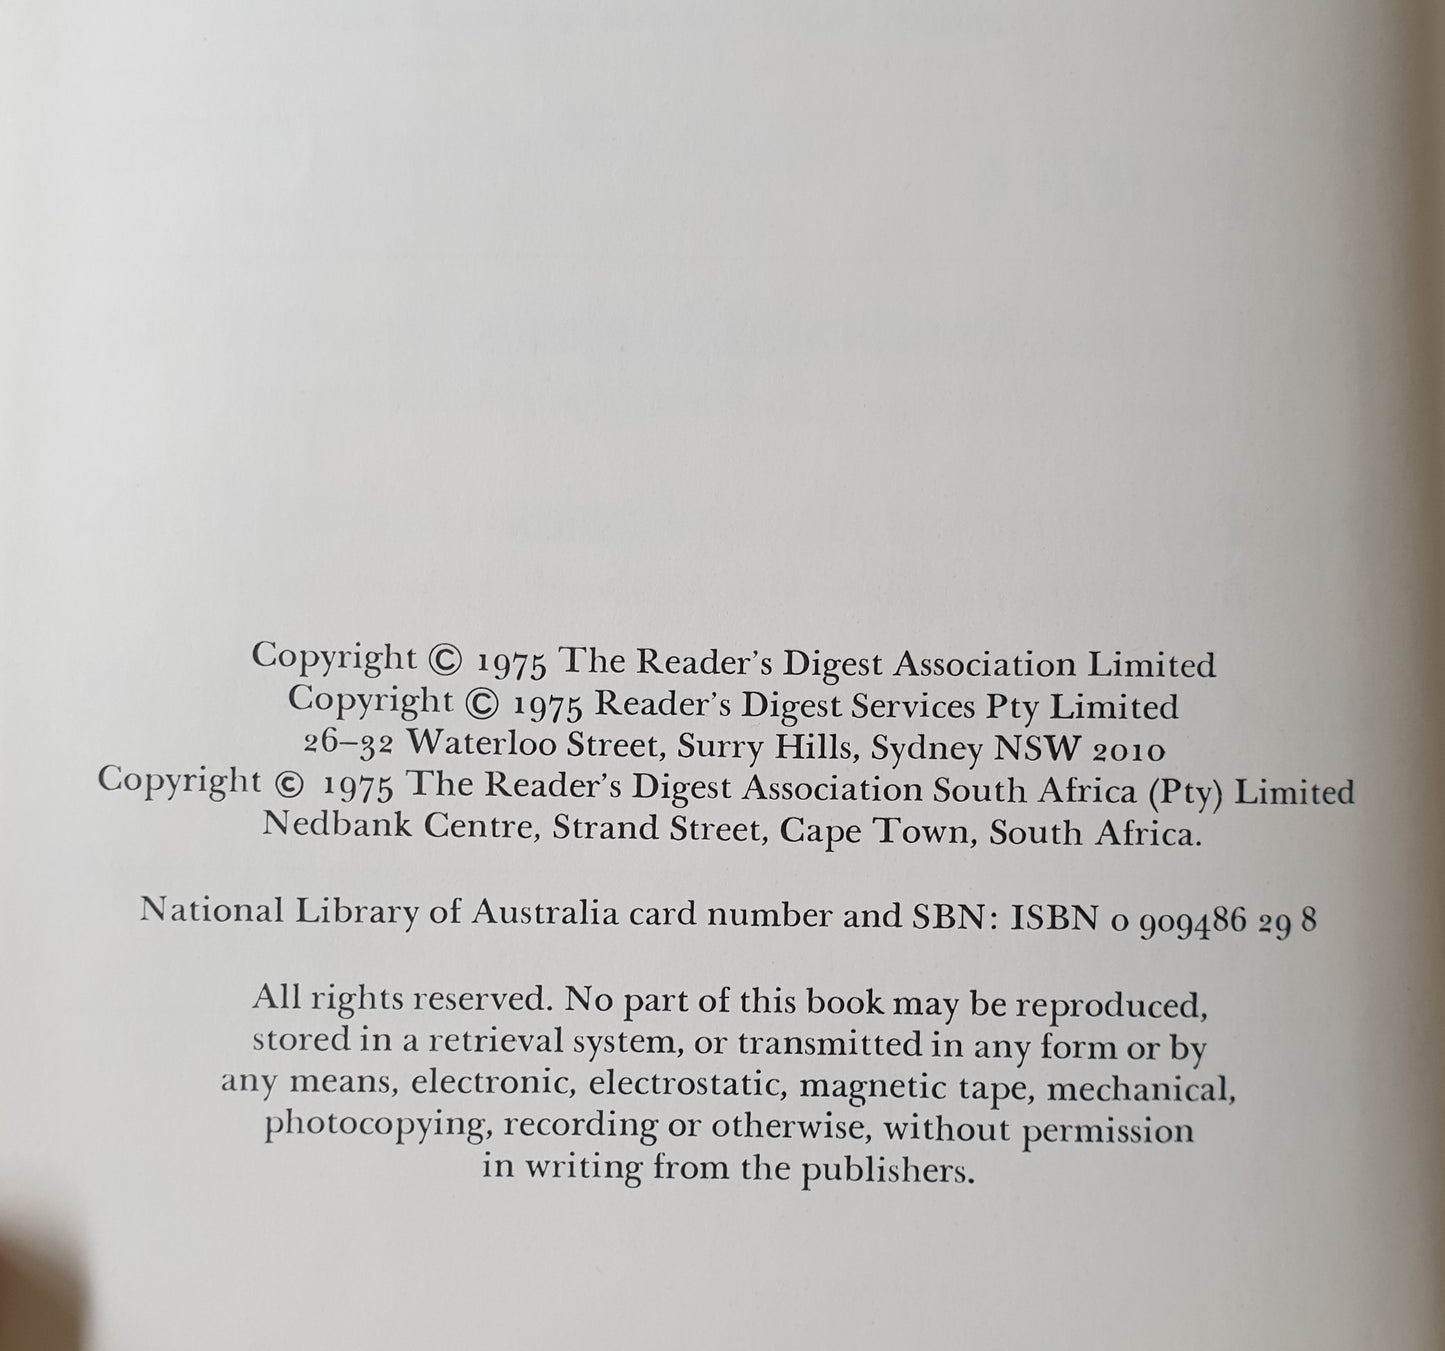 Copyright © 1975 The Reader's Digest Association Limited
Copyright © 1975 Reader's Digest Services Pty Limited
26–32 Waterloo Street, Surry Hills, Sydney NSW 2010
Copyright © 1975 The Reader's Digest Association South Africa (Pty) Limited
Nedbank Centre, Strand Street, Cape Town, South Africa.
National Library of Australia card number and SBN: ISBN 0 909486 29 8
All rights reserved. No part of this book may be reproduced,
stored in a retrieval system, or transmitted in any form or by
any means, electronic, electrostatic, magnetic tape, mechanical,
photocopying, recording or otherwise, without permission
in writing from the publishers.